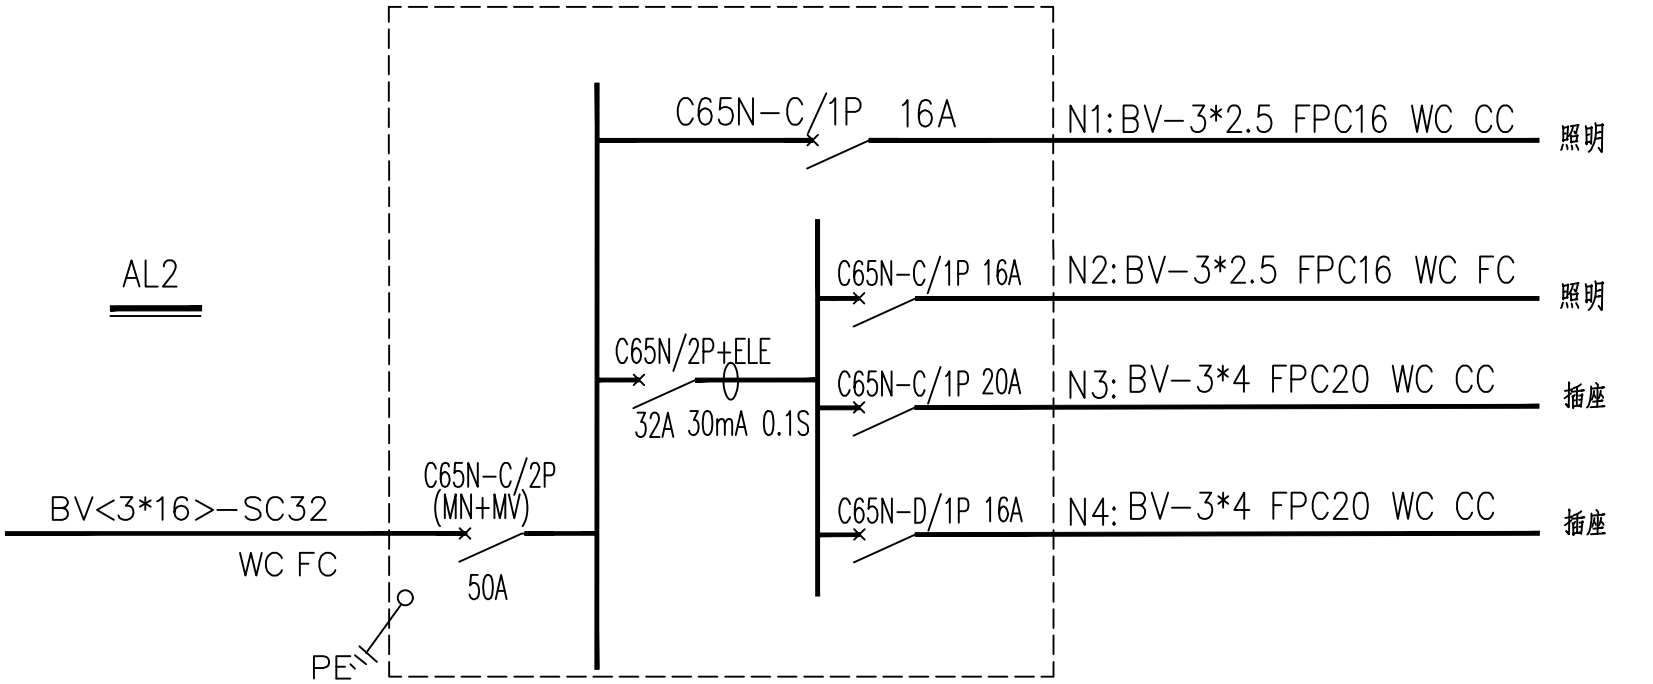 C65N-C/1P 16A N1:BV-3*2.5 FPC16 WC CC 照明
AL2
C65N-C/1P 16A N2:BV-3*2.5 FPC16 WC FC 照明
C65N/2P+ELE
32A 30mA 0.1S
C65N-C/1P 20A N3: BV-3*4 FPC20 WC CC 插座
C65N-C/2P
(MN+MV)
50A
BV<3*16>-SC32
WC FC
C65N-D/1P 16A N4: BV-3*4 FPC20 WC CC 插座
PE